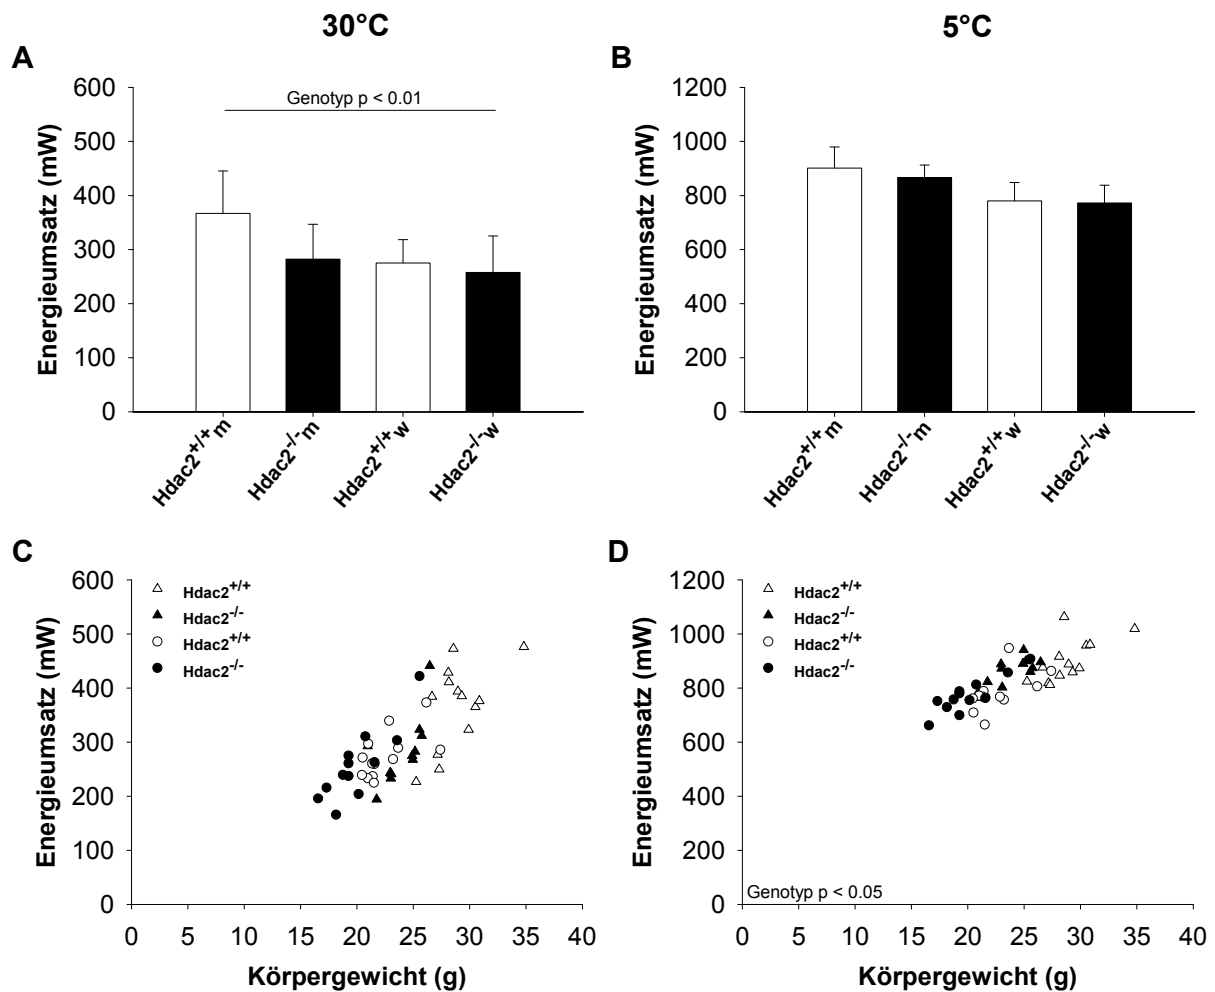 30°C
5°C
A
600
500
400
300
200
100
0
Energieumsatz (mW)
Genotyp p < 0.01
Hdac2+/+m
Hdac2-/-m
Hdac2+/+w
Hdac2-/-w
B
1200
1000
800
600
400
200
0
Energieumsatz (mW)
Hdac2+/+m
Hdac2-/-m
Hdac2+/+w
Hdac2-/-w
C
600
500
400
300
200
100
0
Energieumsatz (mW)
Hdac2+/+
Hdac2-/-
Hdac2+/+
Hdac2-/-
0 5 10 15 20 25 30 35 40
Körpergewicht (g)
D
1200
1000
800
600
400
200
0
Energieumsatz (mW)
Hdac2+/+
Hdac2-/-
Hdac2+/+
Hdac2-/-
Genotyp p < 0.05
0 5 10 15 20 25 30 35 40
Körpergewicht (g)